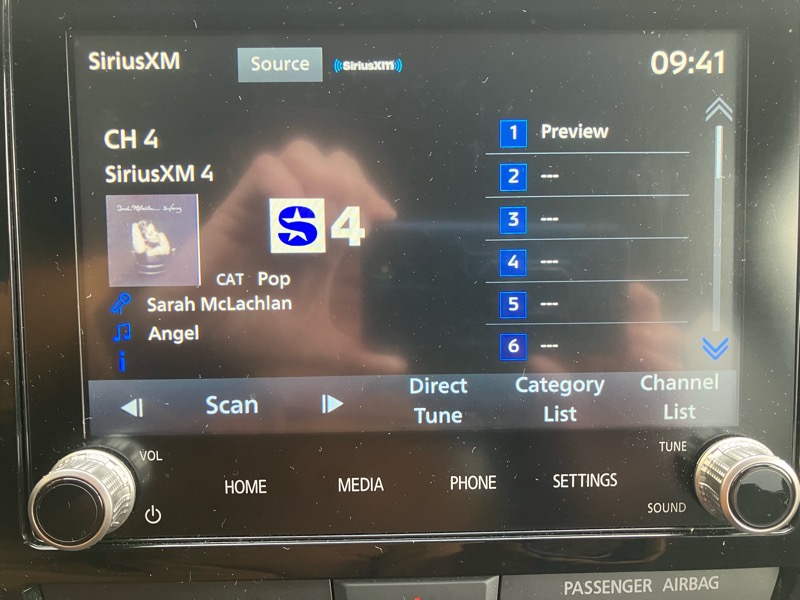 SiriusXM
Source
((SiriusXM))
09:41
CH 4
SiriusXM 4
S 4
CAT Pop
Sarah McLachlan
Angel
i
1 Preview
2 ---
3 ---
4 ---
5 ---
6 ---
Scan
Direct
Tune
Category
List
Channel
List
VOL
HOME
MEDIA
PHONE
SETTINGS
TUNE
SOUND
PASSENGER AIRBAG